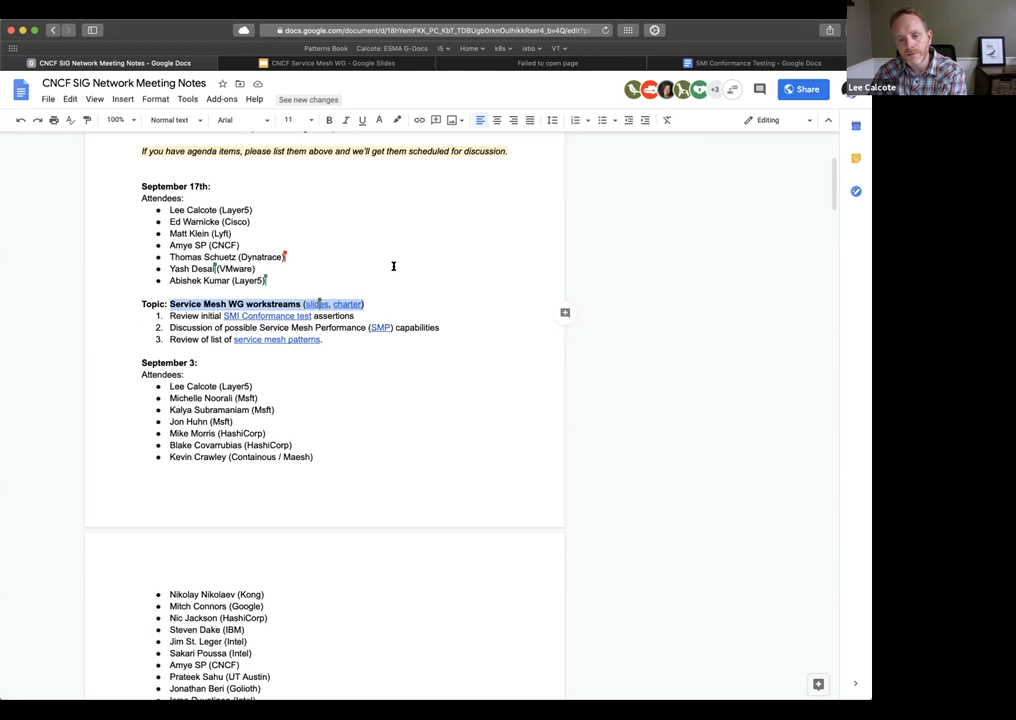 docs.google.com/document/d/18hYemFKK_PC_KbT_TDBUgb0rknOulhikkRxer4_bv4Q/edit?
Patterns Book Calcote: ESMA G-Docs l5 Home k8s istio VT
CNCF SIG Network Meeting Notes - Google Docs
CNCF Service Mesh WG - Google Slides
Failed to open page
SMI Conformance Testing - Google Docs
Lee Calcote
CNCF SIG Network Meeting Notes
File Edit View Insert Format Tools Add-ons Help See new changes
+3
Share
100% Normal text Arial 11 B I U A Editing
If you have agenda items, please list them above and we'll get them scheduled for discussion.
September 17th:
Attendees:
● Lee Calcote (Layer5)
● Ed Warnicke (Cisco)
● Matt Klein (Lyft)
● Amye SP (CNCF)
● Thomas Schuetz (Dynatrace)
● Yash Desai (VMware)
● Abishek Kumar (Layer5)
Topic: Service Mesh WG workstreams (slides, charter)
1. Review initial SMI Conformance test assertions
2. Discussion of possible Service Mesh Performance (SMP) capabilities
3. Review of list of service mesh patterns.
September 3:
Attendees:
● Lee Calcote (Layer5)
● Michelle Noorali (Msft)
● Kalya Subramaniam (Msft)
● Jon Huhn (Msft)
● Mike Morris (HashiCorp)
● Blake Covarrubias (HashiCorp)
● Kevin Crawley (Containous / Maesh)
● Nikolay Nikolaev (Kong)
● Mitch Connors (Google)
● Nic Jackson (HashiCorp)
● Steven Dake (IBM)
● Jim St. Leger (Intel)
● Sakari Poussa (Intel)
● Amye SP (CNCF)
● Prateek Sahu (UT Austin)
● Jonathan Beri (Golioth)